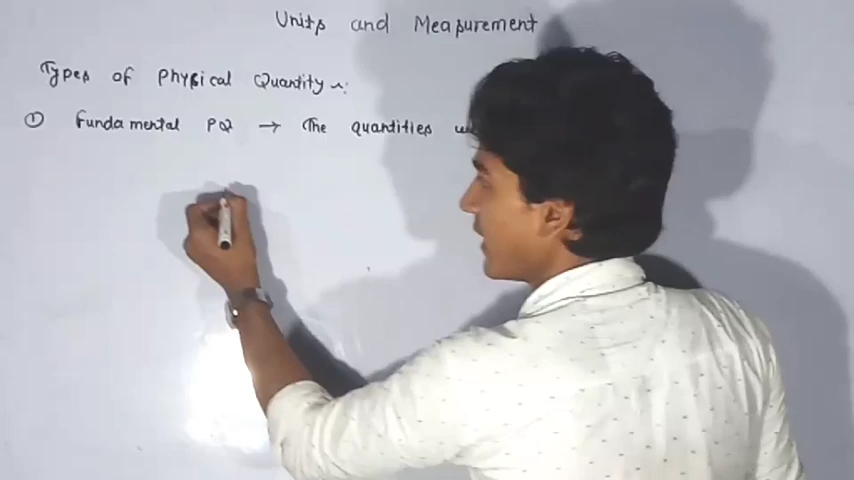 Units and Measurement
Types of Physical Quantity ~:
① Fundamental PQ → The quantities